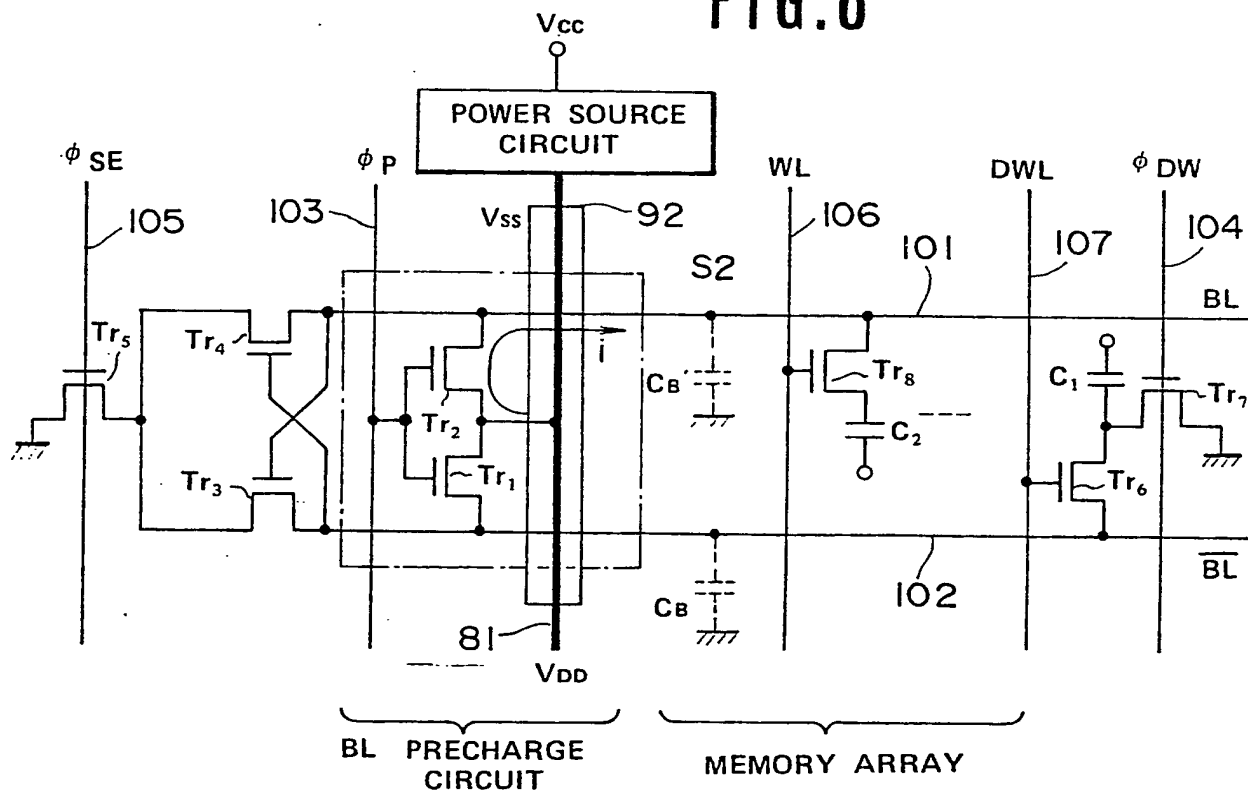 FIG.8
Vcc
POWER SOURCE
CIRCUIT
φSE
φP
WL
DWL
φDW
105
103
VSS
92
106
107
104
S2
101
BL
Tr5
Tr4
i
CB'
Tr8
C1
Tr7
Tr2
C2
Tr3
Tr1
Tr6
CB
102
BL
81
VDD
BL PRECHARGE
CIRCUIT
MEMORY ARRAY